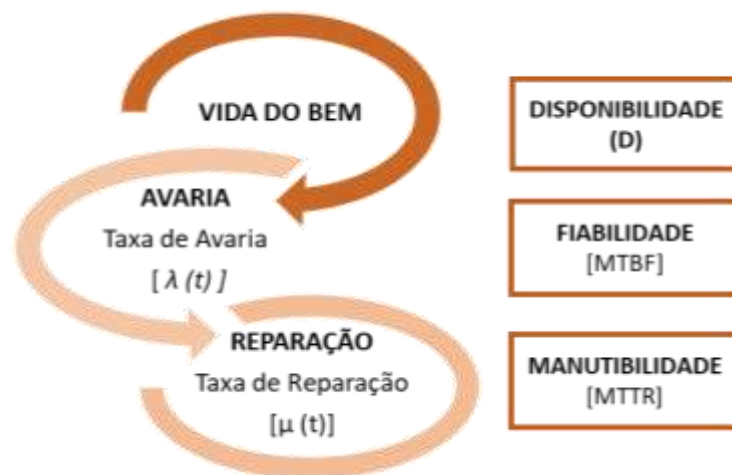 VIDA DO BEM
AVARIA
Taxa de Avaria
[ λ (t) ]
REPARAÇÃO
Taxa de Reparação
[μ (t)]
DISPONIBILIDADE
(D)
FIABILIDADE
[MTBF]
MANUTIBILIDADE
[MTTR]